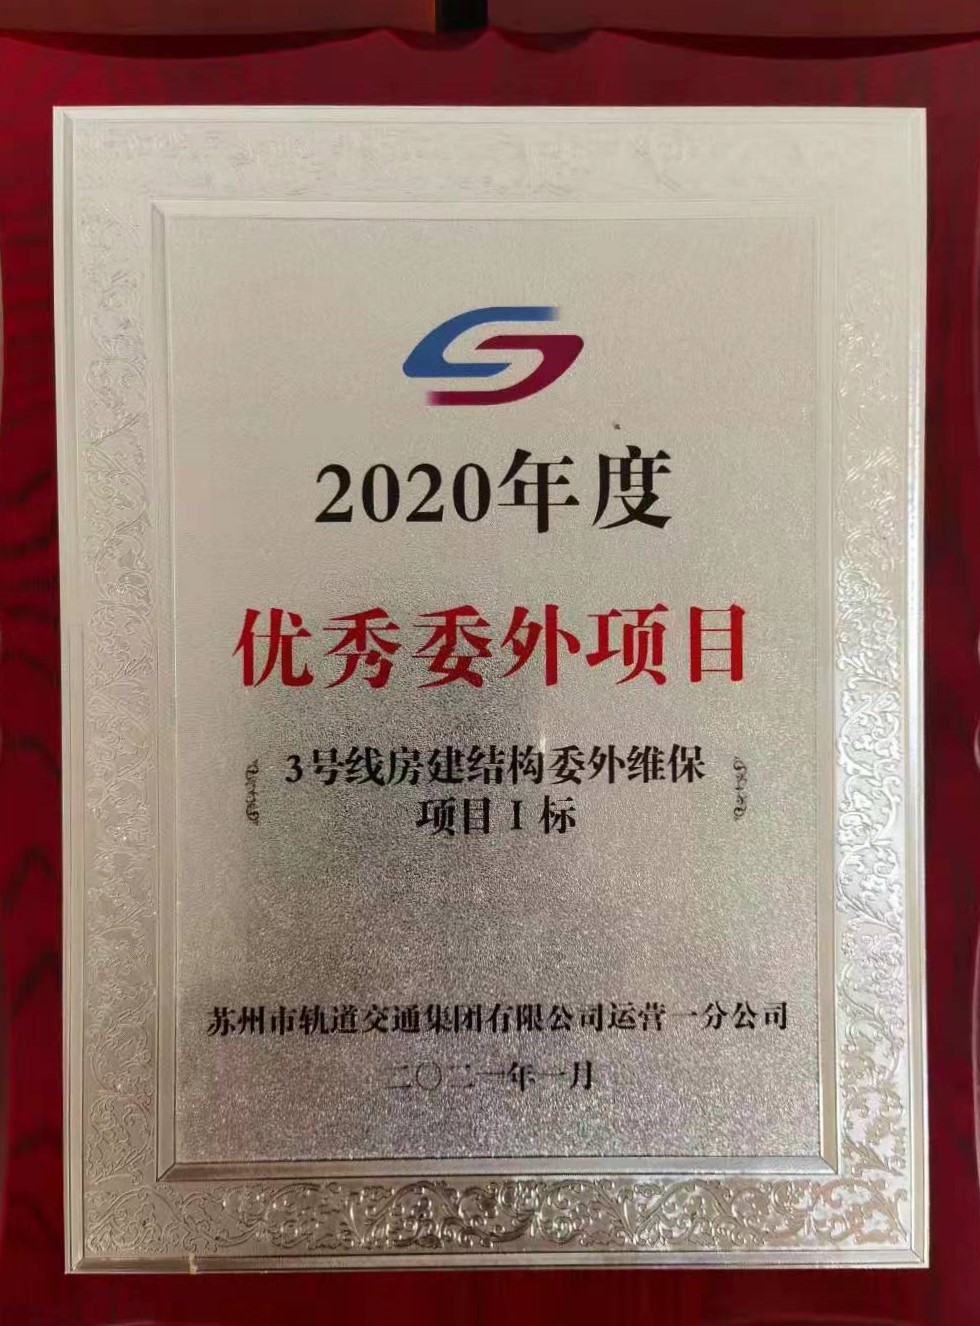 2020年度
优秀委外项目
3号线房建结构委外维保
项目Ⅰ标
苏州市轨道交通集团有限公司运营一分公司
二〇二一年一月